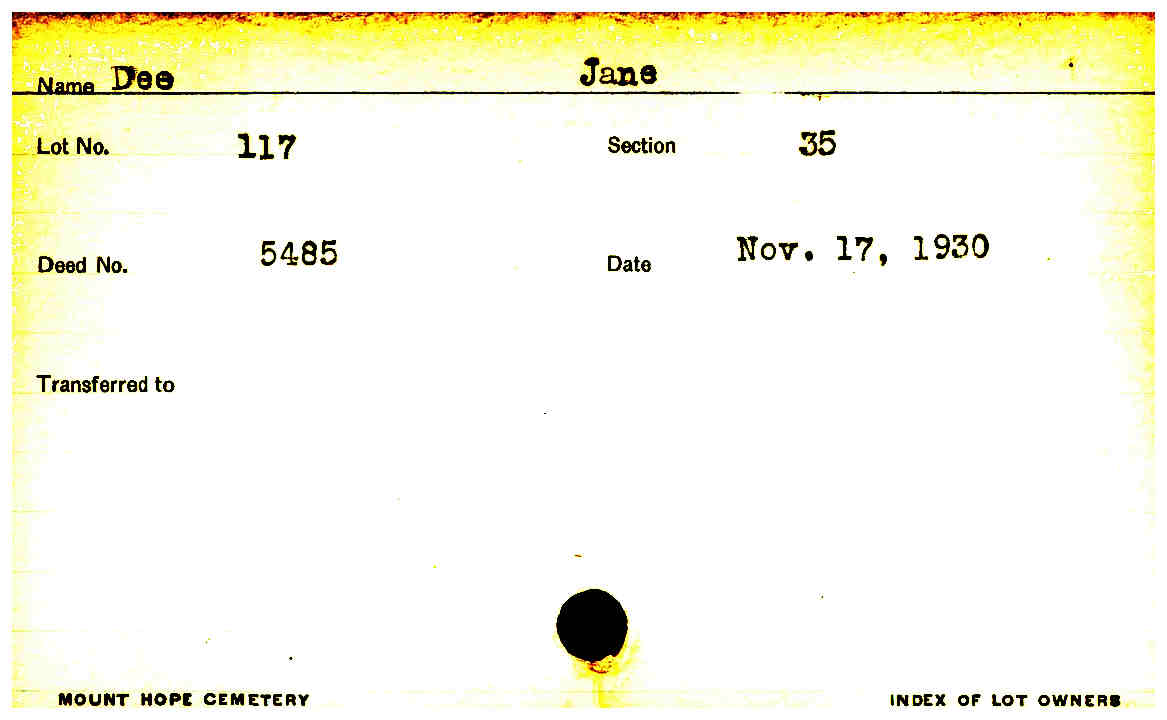 Name Dee Jane
Lot No. 117 Section 35
Deed No. 5485 Date Nov. 17, 1930
Transferred to
MOUNT HOPE CEMETERY INDEX OF LOT OWNERS